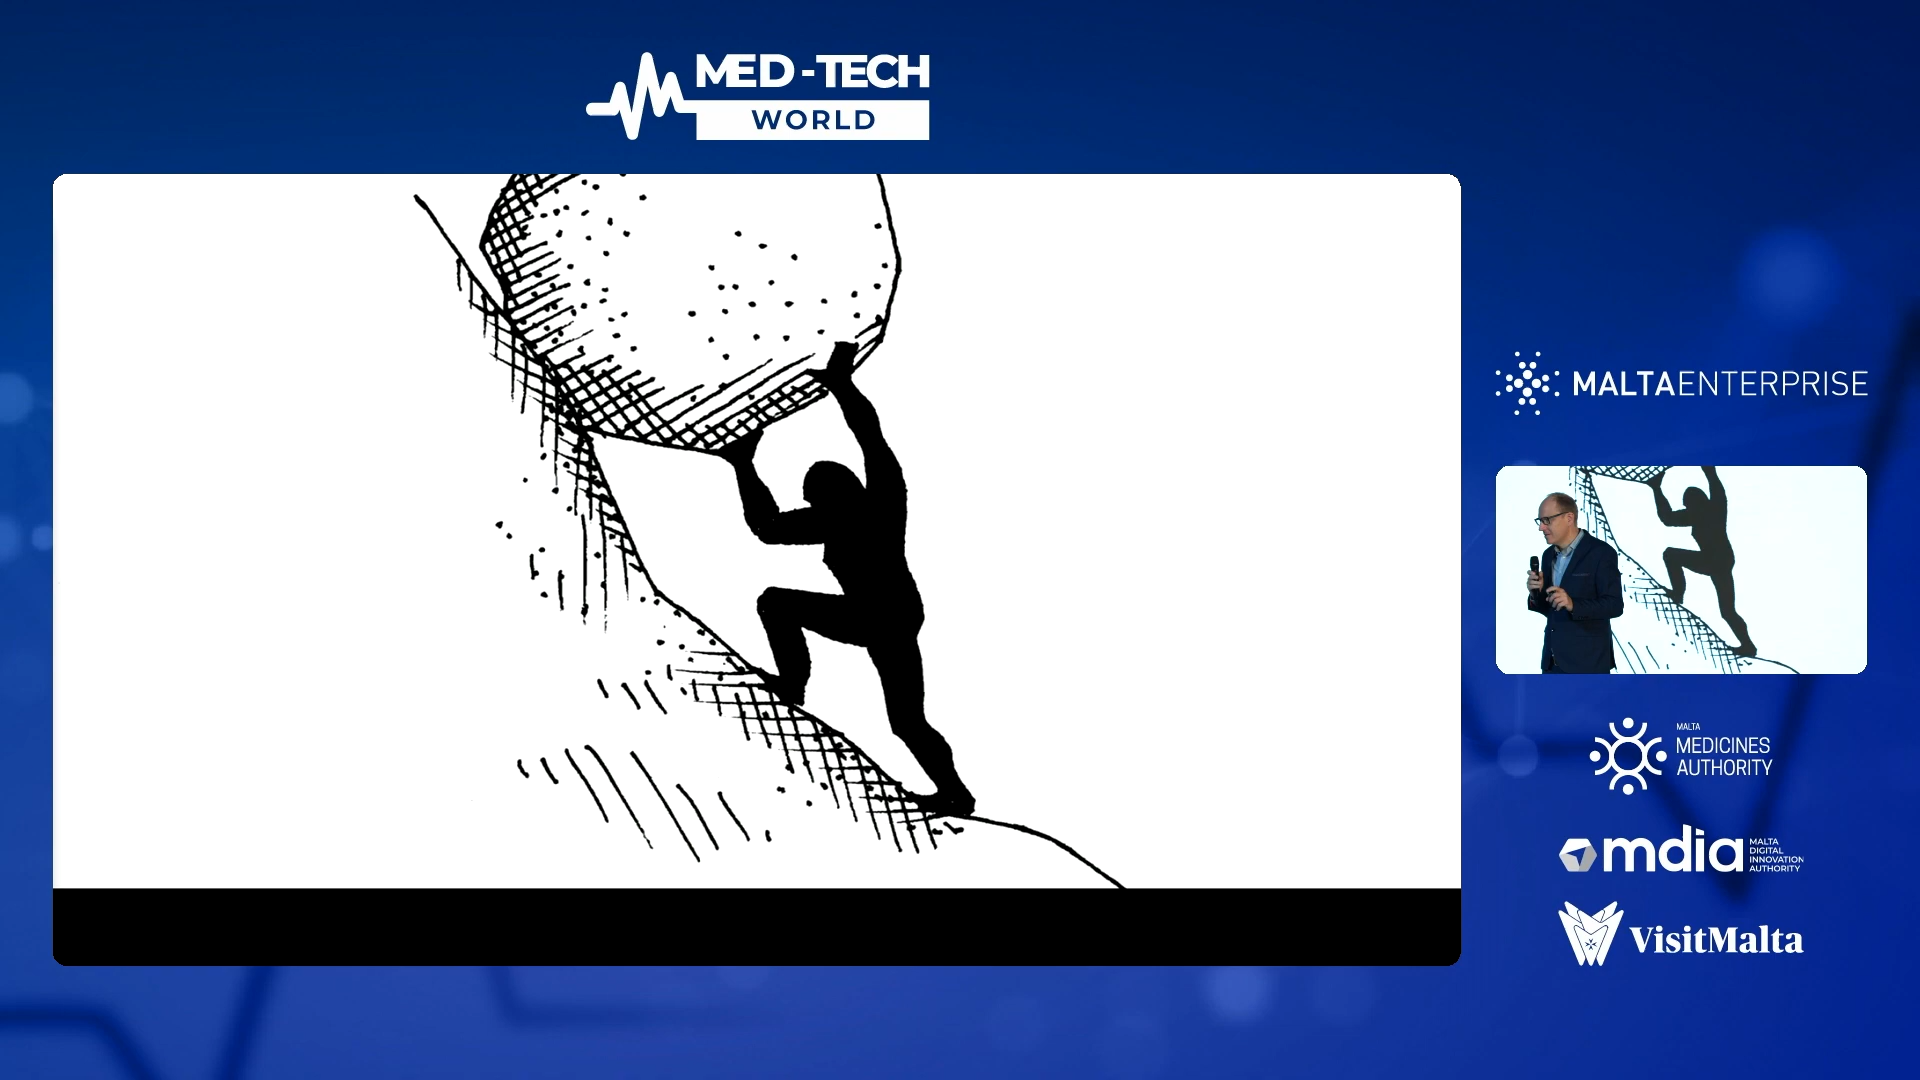 MED-TECH
WORLD
MALTAENTERPRISE
MALTA
MEDICINES
AUTHORITY
mdia
MALTA
DIGITAL
INNOVATION
AUTHORITY
VisitMalta